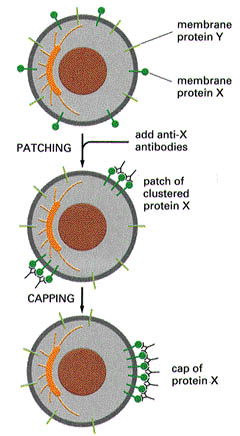 membrane
protein Y
membrane
protein X
PATCHING
add anti-X
antibodies
patch of
clustered
protein X
CAPPING
cap of
protein X